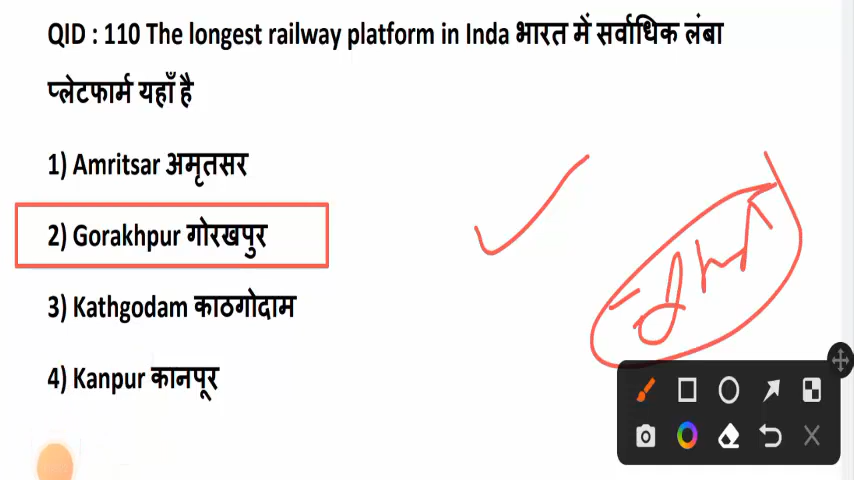 QID : 110 The longest railway platform in Inda भारत में सर्वाधिक लंबा
प्लेटफार्म यहाँ है
1) Amritsar अमृतसर
2) Gorakhpur गोरखपुर
3) Kathgodam काठगोदाम
4) Kanpur कानपूर